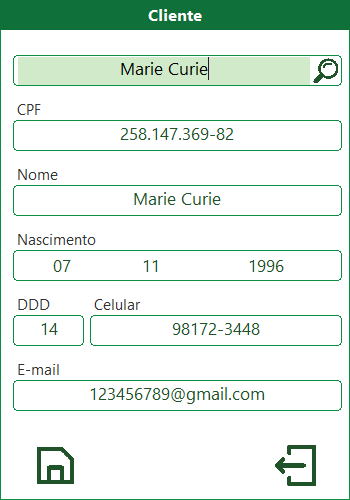 Cliente
Marie Curie
CPF
258.147.369-82
Nome
Marie Curie
Nascimento
07 11 1996
DDD Celular
14 98172-3448
E-mail
123456789@gmail.com